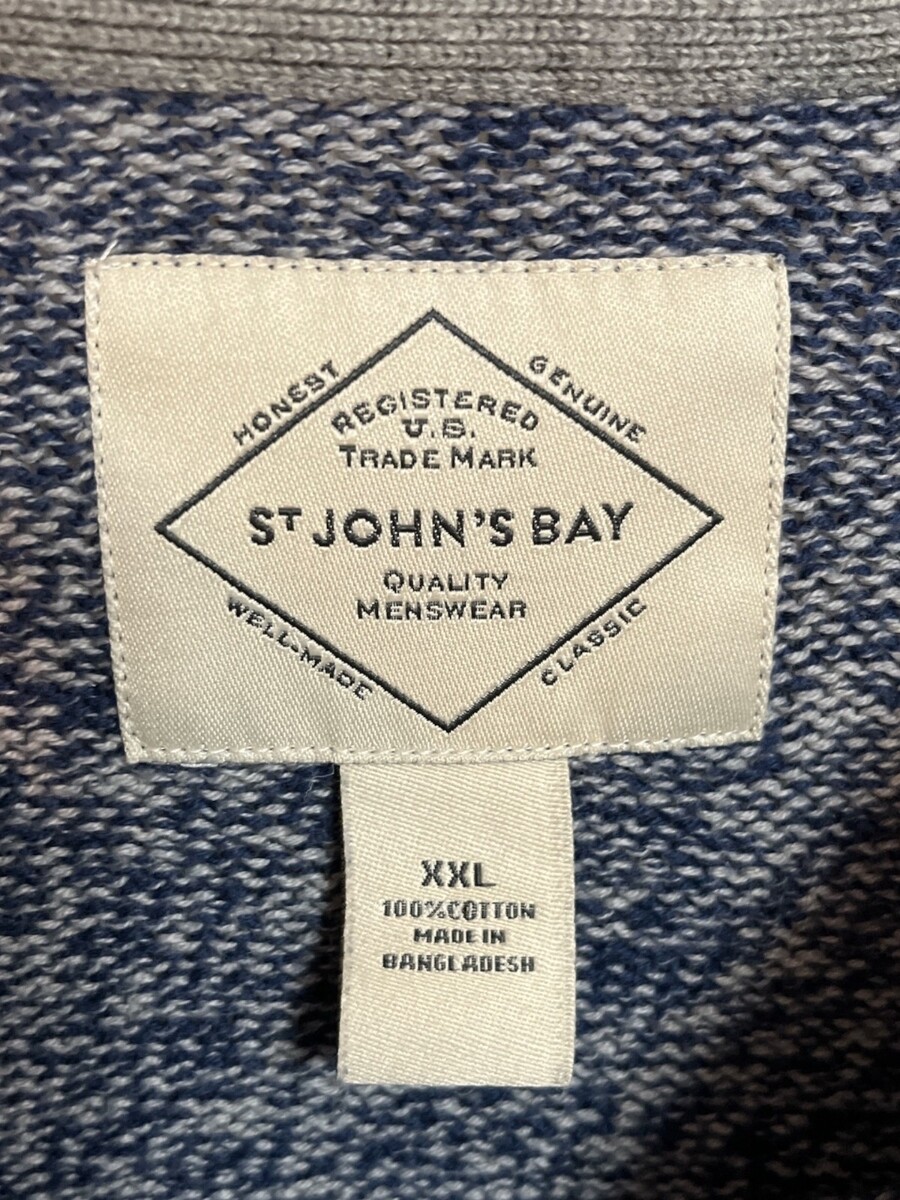 HONEST
GENUINE
REGISTERED
U.S.
TRADE MARK
ST JOHN'S BAY
QUALITY
MENSWEAR
WELL-MADE
CLASSIC
XXL
100%COTTON
MADE IN
BANGLADESH